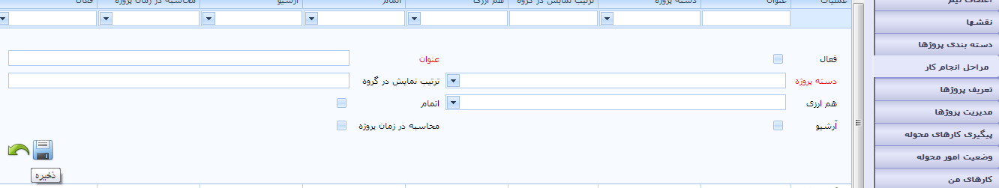 عملیات عنوان دسته پروژه ترتیب نمایش در گروه هم ارزی اتمام آرشیو محاسبه در زمان پروژه فعال
فعال عنوان
دسته پروژه ترتیب نمایش در گروه
هم ارزی اتمام
آرشیو محاسبه در زمان پروژه
ذخیره
اعضای تیم
نقشها
دسته بندی پروژها
مراحل انجام کار
تعریف پروژها
مدیریت پروژها
پیگیری کارهای محوله
وضعیت امور محوله
کارهای من